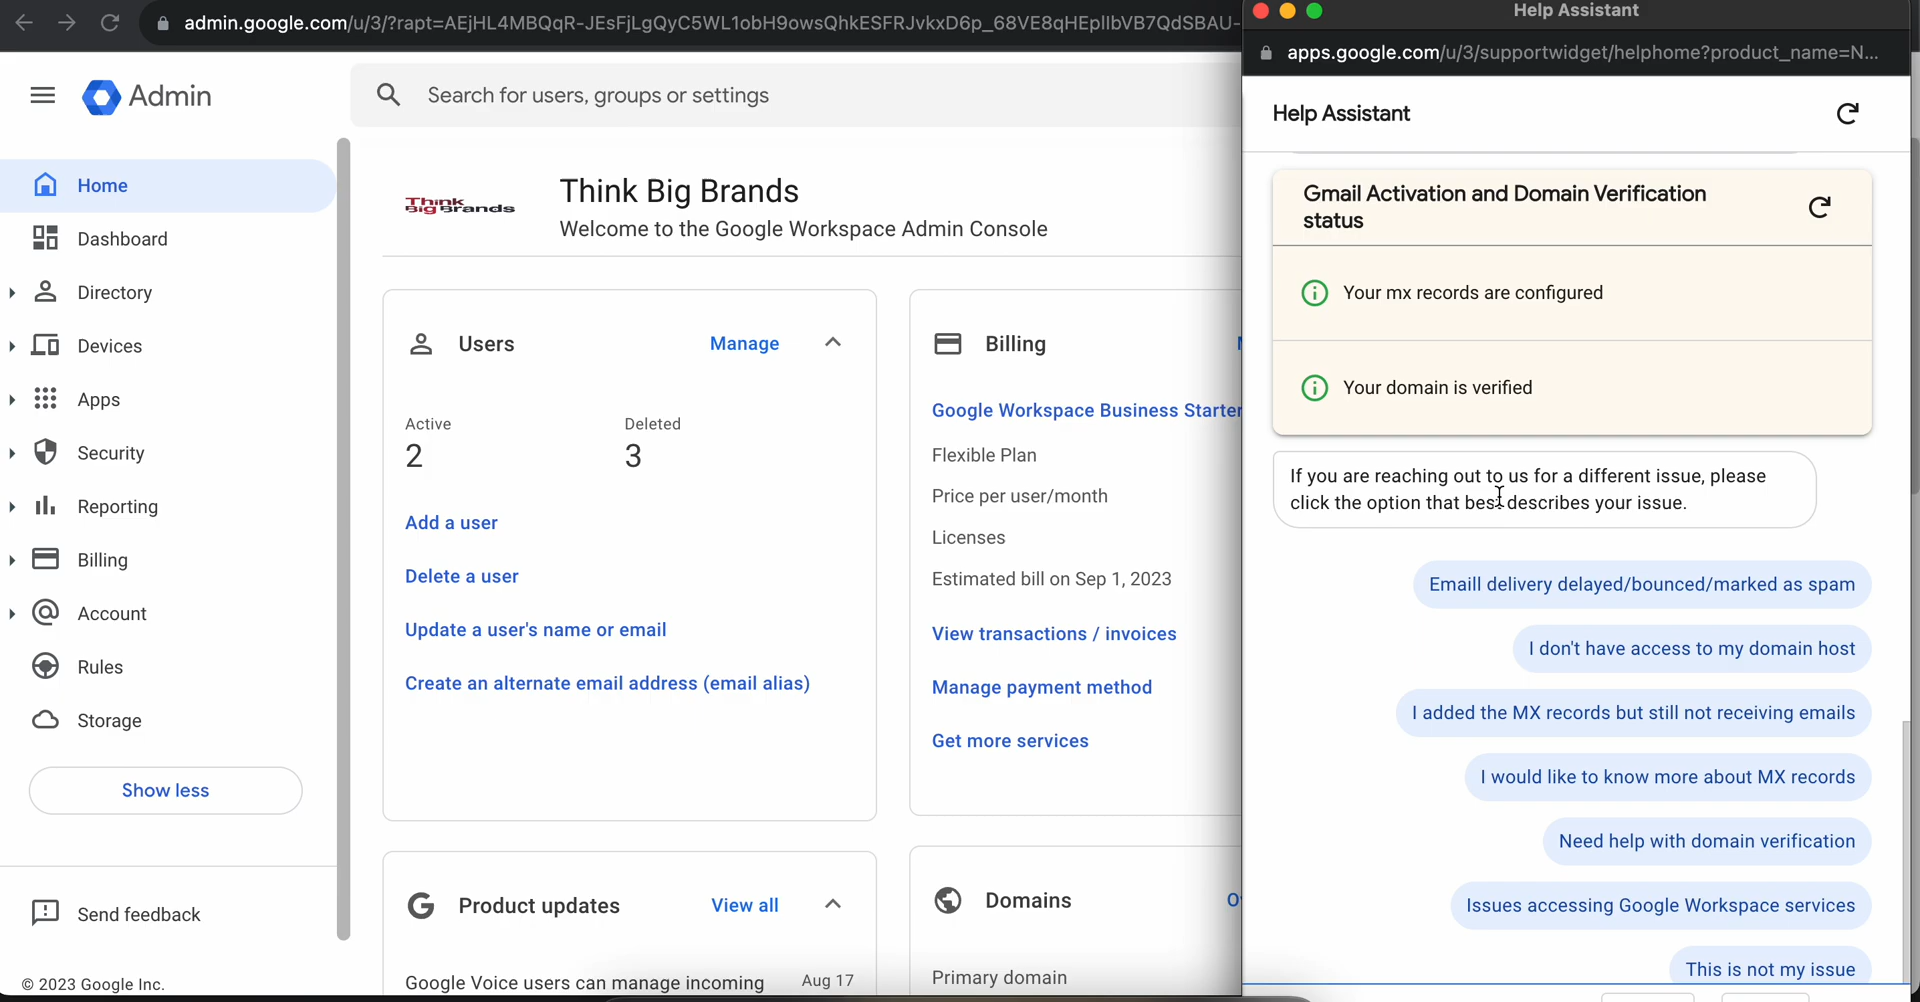 admin.google.com/u/3/?rapt=AEjHL4MBQqR-JEsFjLgQyC5WL1obH9owsQhkESFRJvkxD6p_68VE8qHEplIbVB7QdSBAU-
Admin
Search for users, groups or settings
Home
Dashboard
Directory
Devices
Apps
Security
Reporting
Billing
Account
Rules
Storage
Show less
Send feedback
© 2023 Google Inc.
Think
Big Brands
Think Big Brands
Welcome to the Google Workspace Admin Console
Users
Manage
Active
Deleted
2
3
Add a user
Delete a user
Update a user's name or email
Create an alternate email address (email alias)
Billing
Google Workspace Business Starter
Flexible Plan
Price per user/month
Licenses
Estimated bill on Sep 1, 2023
View transactions / invoices
Manage payment method
Get more services
Product updates
View all
Google Voice users can manage incoming
Aug 17
Domains
Primary domain
Help Assistant
apps.google.com/u/3/supportwidget/helphome?product_name=N...
Help Assistant
Gmail Activation and Domain Verification
status
Your mx records are configured
Your domain is verified
If you are reaching out to us for a different issue, please
click the option that best describes your issue.
Emaill delivery delayed/bounced/marked as spam
I don't have access to my domain host
I added the MX records but still not receiving emails
I would like to know more about MX records
Need help with domain verification
Issues accessing Google Workspace services
This is not my issue